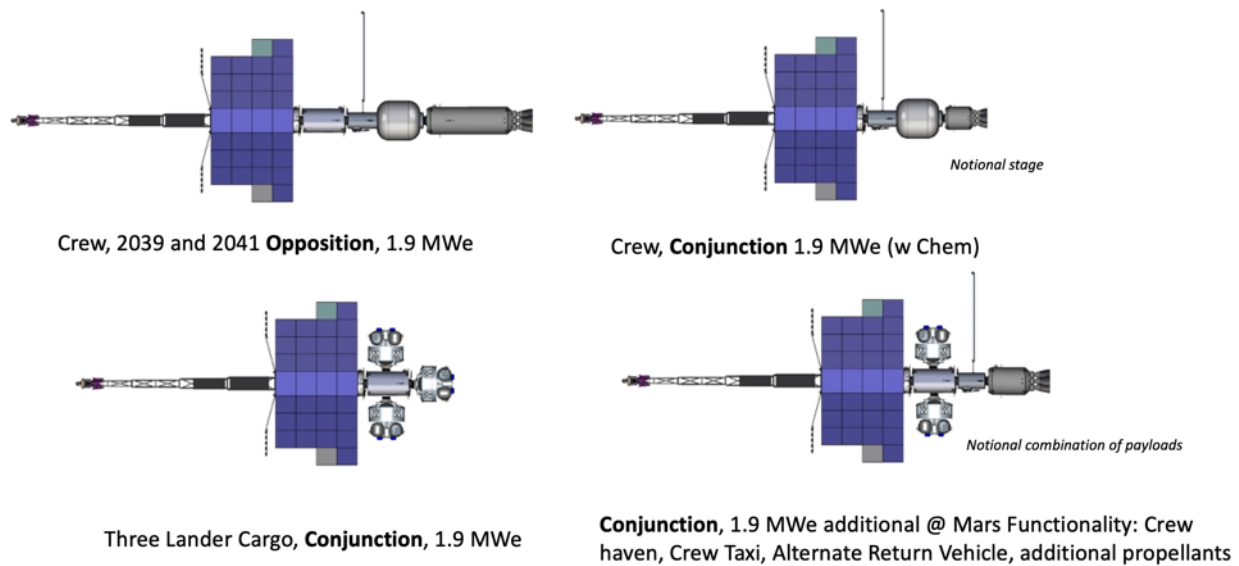 Notional stage
Crew, 2039 and 2041 Opposition, 1.9 MWe
Crew, Conjunction 1.9 MWe (w Chem)
Notional combination of payloads
Three Lander Cargo, Conjunction, 1.9 MWe
Conjunction, 1.9 MWe additional @ Mars Functionality: Crew
haven, Crew Taxi, Alternate Return Vehicle, additional propellants